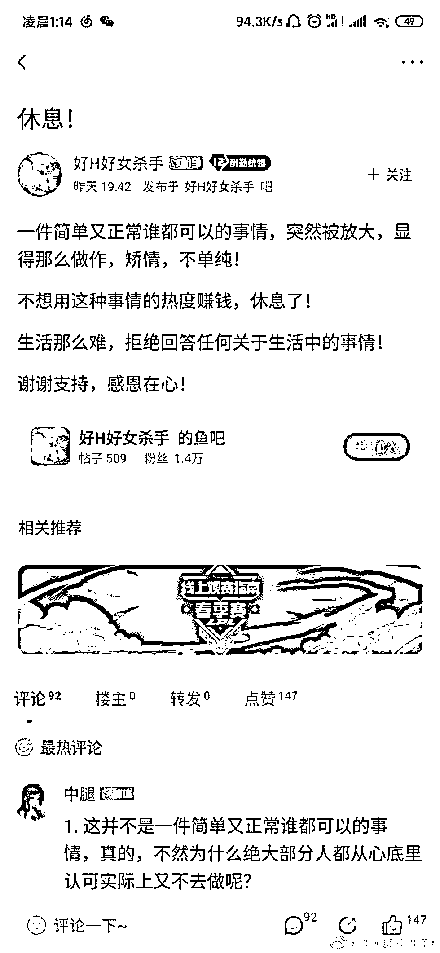 凌晨1:14
94.3K/s
49
休息!
好H好女杀手
+ 关注
昨天 19:42 发布于 好H好女杀手 吧
一件简单又正常谁都可以的事情，突然被放大，显
得那么做作，矫情，不单纯!
不想用这种事情的热度赚钱，休息了!
生活那么难，拒绝回答任何关于生活中的事情!
谢谢支持，感恩在心!
好H好女杀手 的鱼吧
帖子 509 粉丝 1.4万
相关推荐
春季赛
评论92 楼主0 转发0 点赞147
最热评论
中腿
1. 这并不是一件简单又正常谁都可以的事
情，真的，不然为什么绝大部分人都从心底里
认可实际上又不去做呢?
评论一下~
92
147